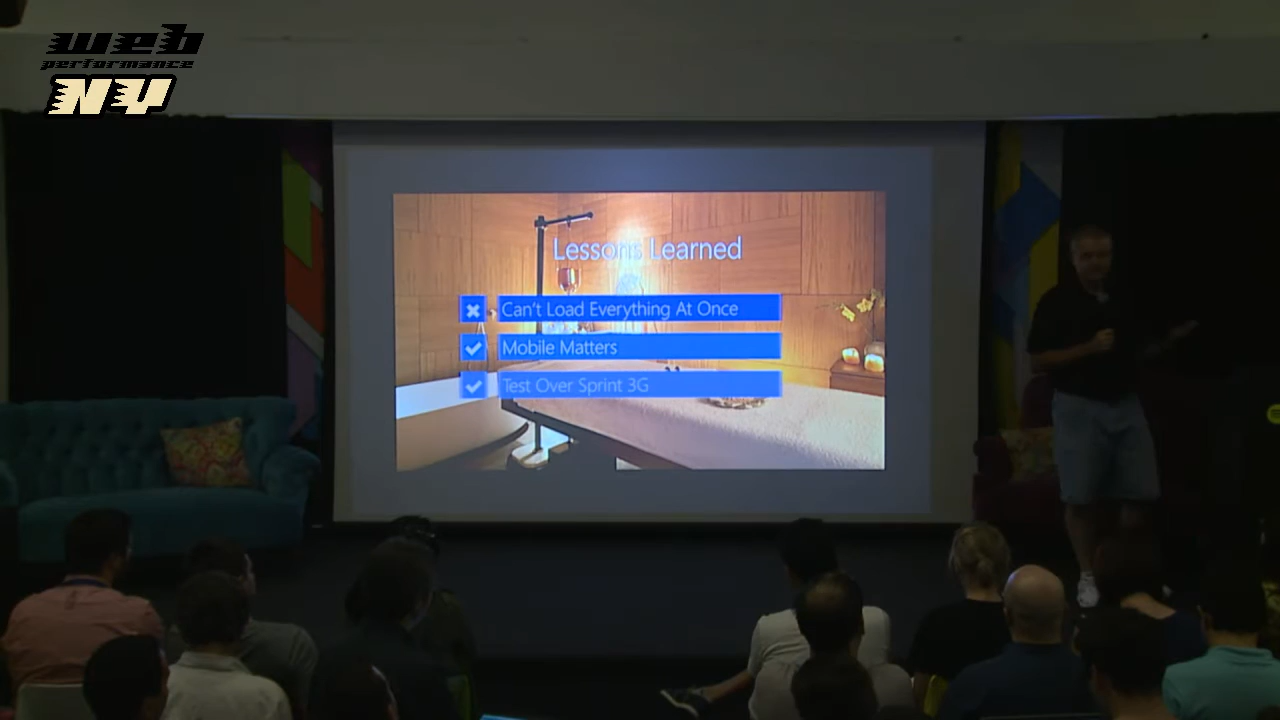 web
performance
NY
Lessons Learned
Can't Load Everything At Once
Mobile Matters
Test Over Sprint 3G